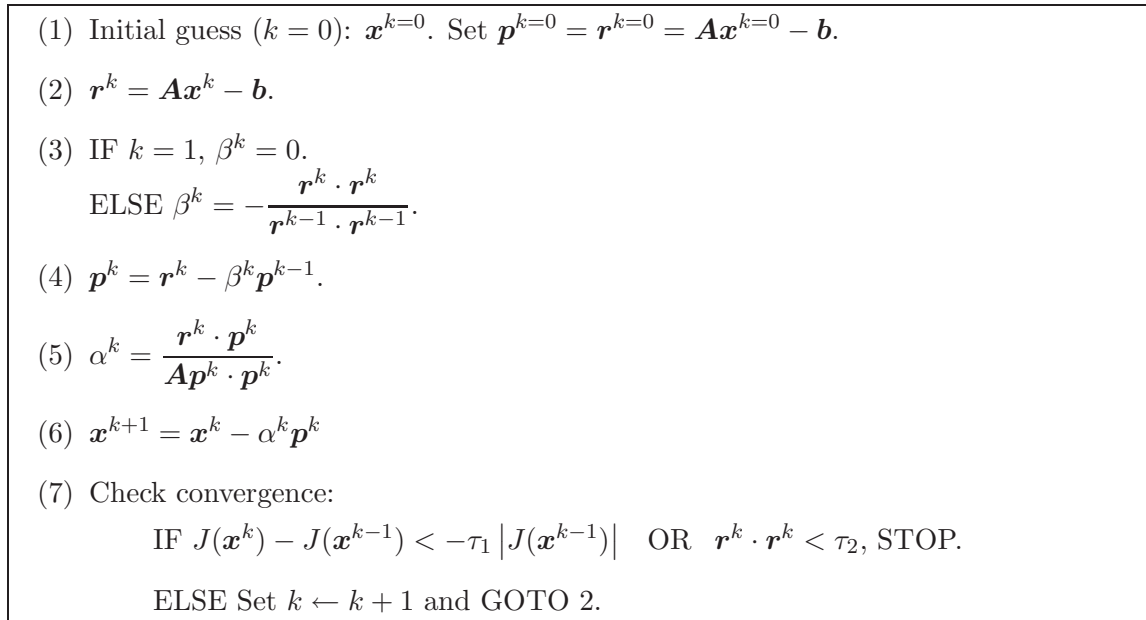 (1) Initial guess (k = 0): x^{k=0}. Set p^{k=0} = r^{k=0} = Ax^{k=0} − b.
(2) r^k = Ax^k − b.
(3) IF k = 1, β^k = 0.
ELSE β^k = −\frac{r^k · r^k}{r^{k−1} · r^{k−1}}.
(4) p^k = r^k − β^k p^{k−1}.
(5) α^k = \frac{r^k · p^k}{Ap^k · p^k}.
(6) x^{k+1} = x^k − α^k p^k
(7) Check convergence:
IF J(x^k) − J(x^{k−1}) < −τ_1 |J(x^{k−1})| OR r^k · r^k < τ_2, STOP.
ELSE Set k ← k + 1 and GOTO 2.